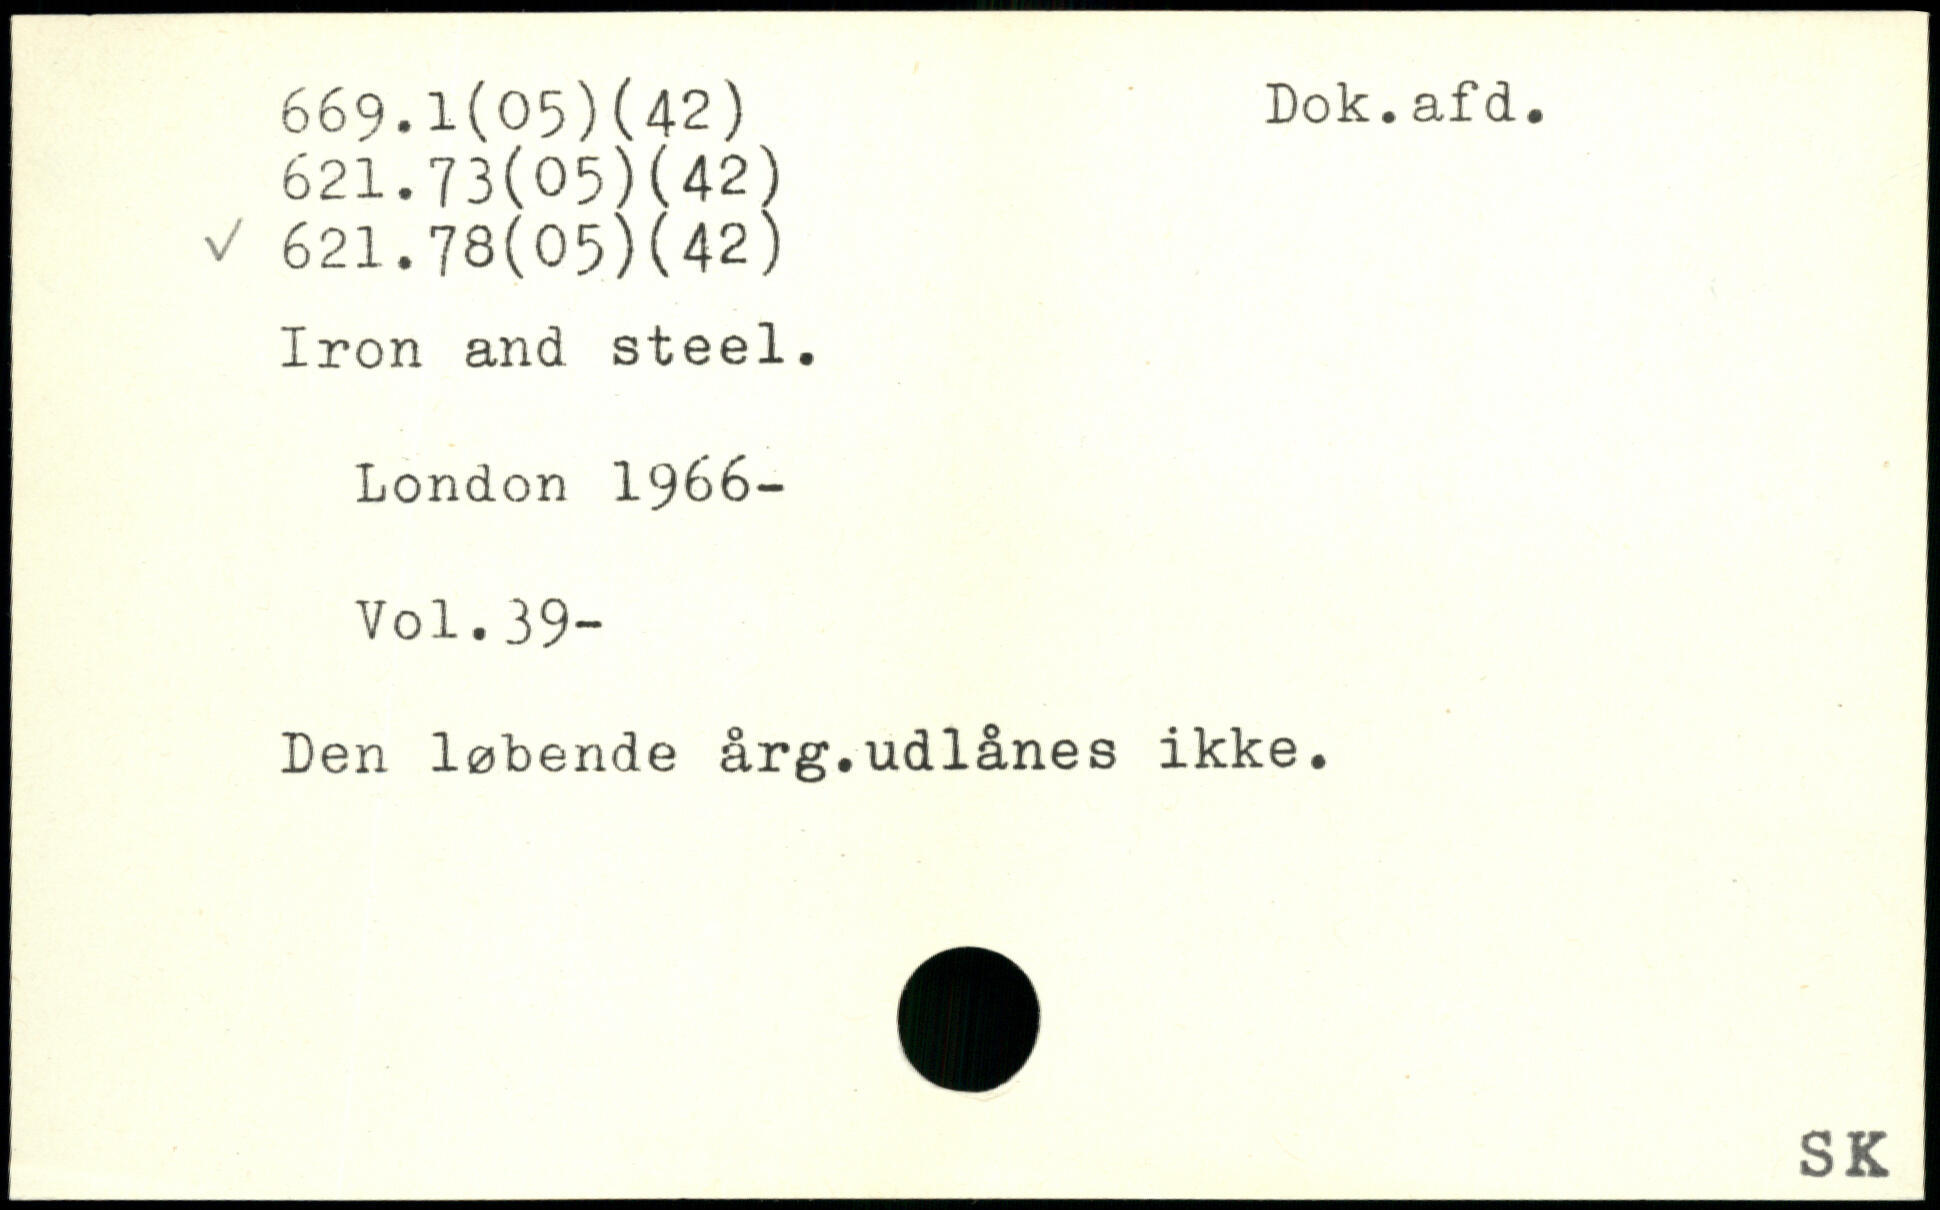 669.1(05)(42) Dok.afd.
621.73(05)(42)
✓ 621.78(05)(42)
Iron and steel.
London 1966-
Vol.39-
Den løbende årg.udlånes ikke.
SK